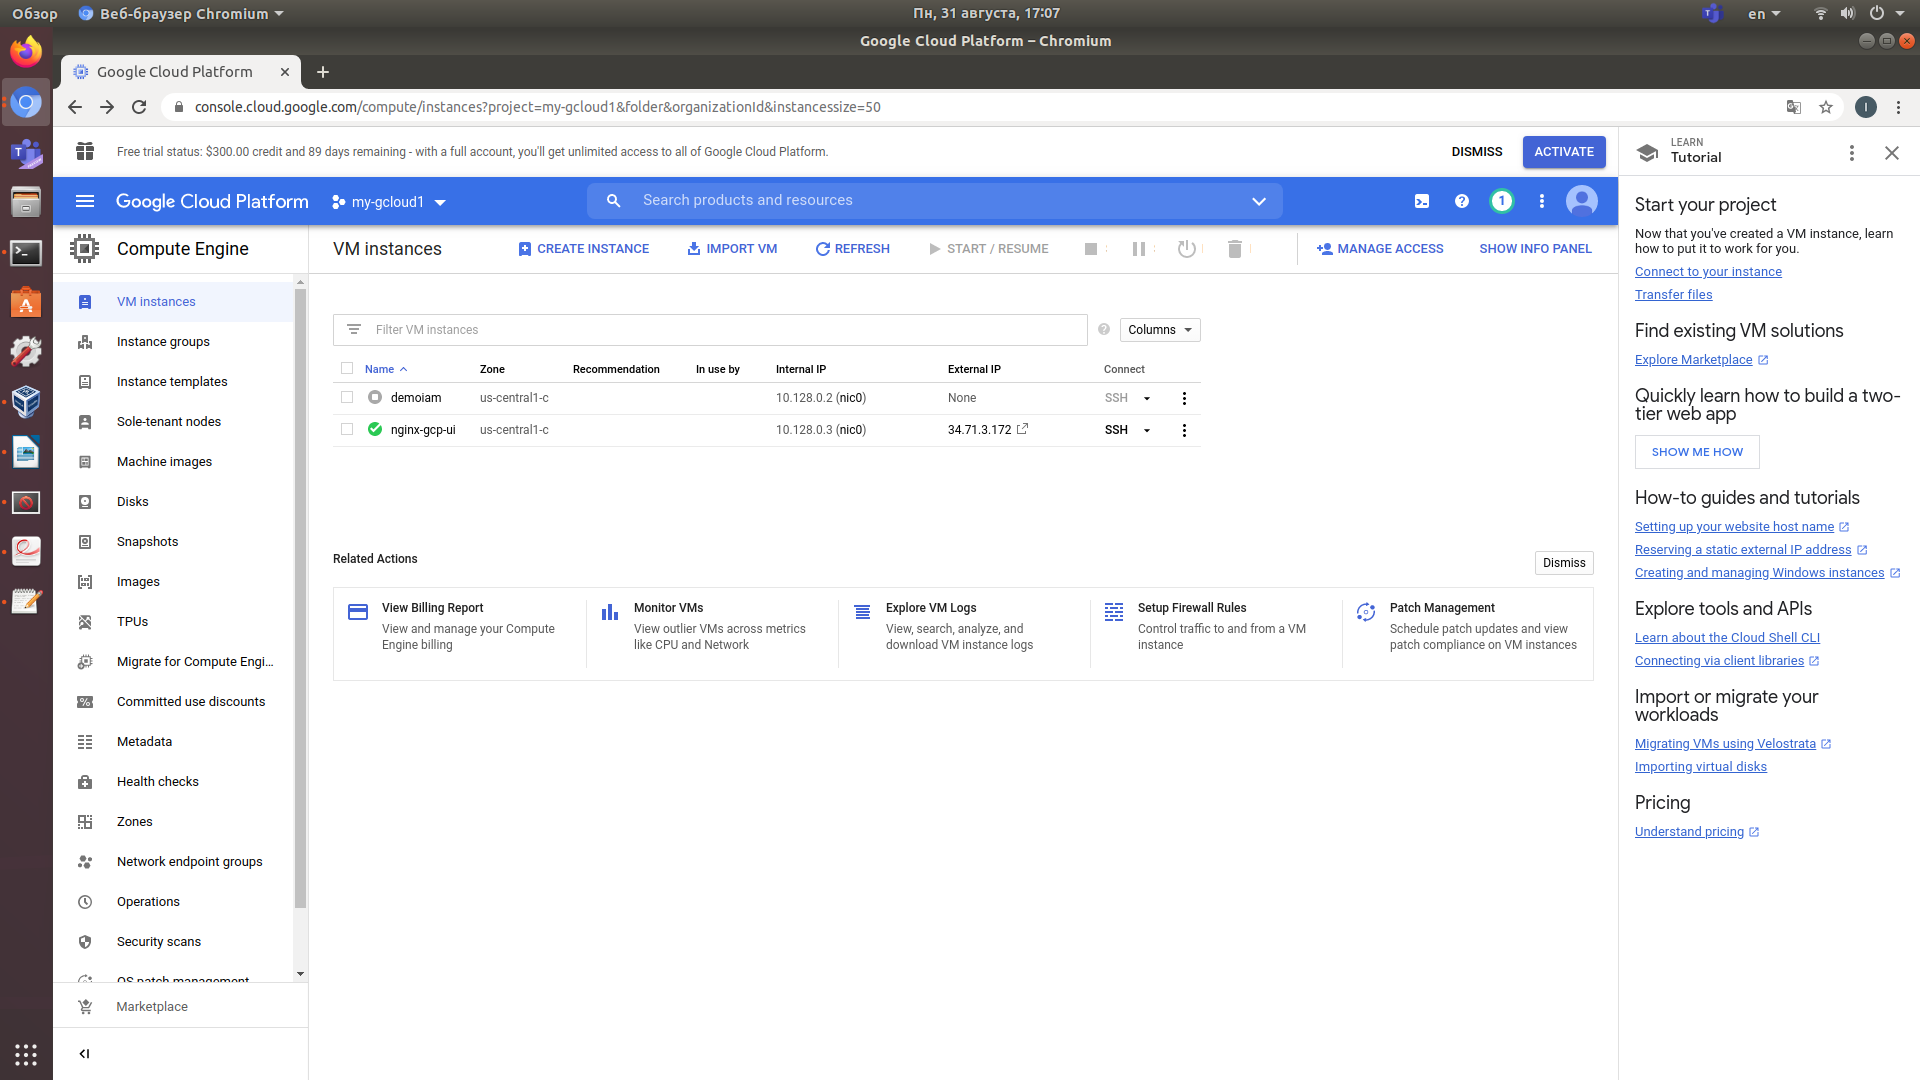 Обзор
Веб-браузер Chromium
Пн, 31 августа, 17:07
en
Google Cloud Platform – Chromium
Google Cloud Platform
console.cloud.google.com/compute/instances?project=my-gcloud1&folder&organizationId&instancessize=50
I
Free trial status: $300.00 credit and 89 days remaining - with a full account, you'll get unlimited access to all of Google Cloud Platform.
DISMISS
ACTIVATE
Google Cloud Platform
my-gcloud1
Search products and resources
1
Compute Engine
VM instances
Instance groups
Instance templates
Sole-tenant nodes
Machine images
Disks
Snapshots
Images
TPUs
Migrate for Compute Engi...
Committed use discounts
Metadata
Health checks
Zones
Network endpoint groups
Operations
Security scans
OS patch management
Marketplace
VM instances
CREATE INSTANCE
IMPORT VM
REFRESH
START / RESUME
MANAGE ACCESS
SHOW INFO PANEL
Filter VM instances
Columns
Name Zone Recommendation In use by Internal IP External IP Connect
demoiam us-central1-c 10.128.0.2 (nic0) None SSH
nginx-gcp-ui us-central1-c 10.128.0.3 (nic0) 34.71.3.172 SSH
Related Actions
Dismiss
View Billing Report
View and manage your Compute
Engine billing
Monitor VMs
View outlier VMs across metrics
like CPU and Network
Explore VM Logs
View, search, analyze, and
download VM instance logs
Setup Firewall Rules
Control traffic to and from a VM
instance
Patch Management
Schedule patch updates and view
patch compliance on VM instances
LEARN
Tutorial
Start your project
Now that you've created a VM instance, learn
how to put it to work for you.
Connect to your instance
Transfer files
Find existing VM solutions
Explore Marketplace
Quickly learn how to build a two-
tier web app
SHOW ME HOW
How-to guides and tutorials
Setting up your website host name
Reserving a static external IP address
Creating and managing Windows instances
Explore tools and APIs
Learn about the Cloud Shell CLI
Connecting via client libraries
Import or migrate your
workloads
Migrating VMs using Velostrata
Importing virtual disks
Pricing
Understand pricing